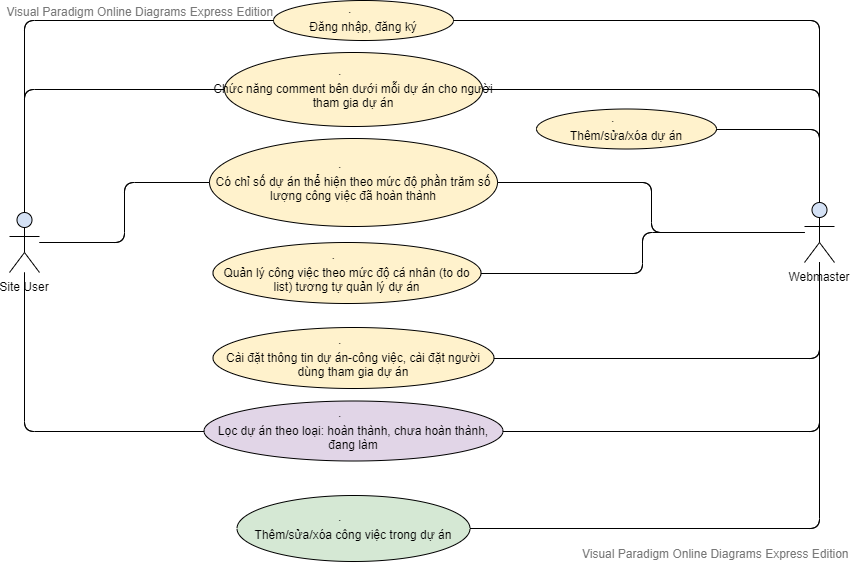 Visual Paradigm Online Diagrams Express Edition
Đăng nhập, đăng ký
Chức năng comment bên dưới mỗi dự án cho người
tham gia dự án
Thêm/sửa/xóa dự án
Có chỉ số dự án thể hiện theo mức độ phần trăm số
lượng công việc đã hoàn thành
Quản lý công việc theo mức độ cá nhân (to do
list) tương tự quản lý dự án
Site User
Webmaster
Cài đặt thông tin dự án-công việc, cài đặt người
dùng tham gia dự án
Lọc dự án theo loại: hoàn thành, chưa hoàn thành,
đang làm
Thêm/sửa/xóa công việc trong dự án
Visual Paradigm Online Diagrams Express Edition